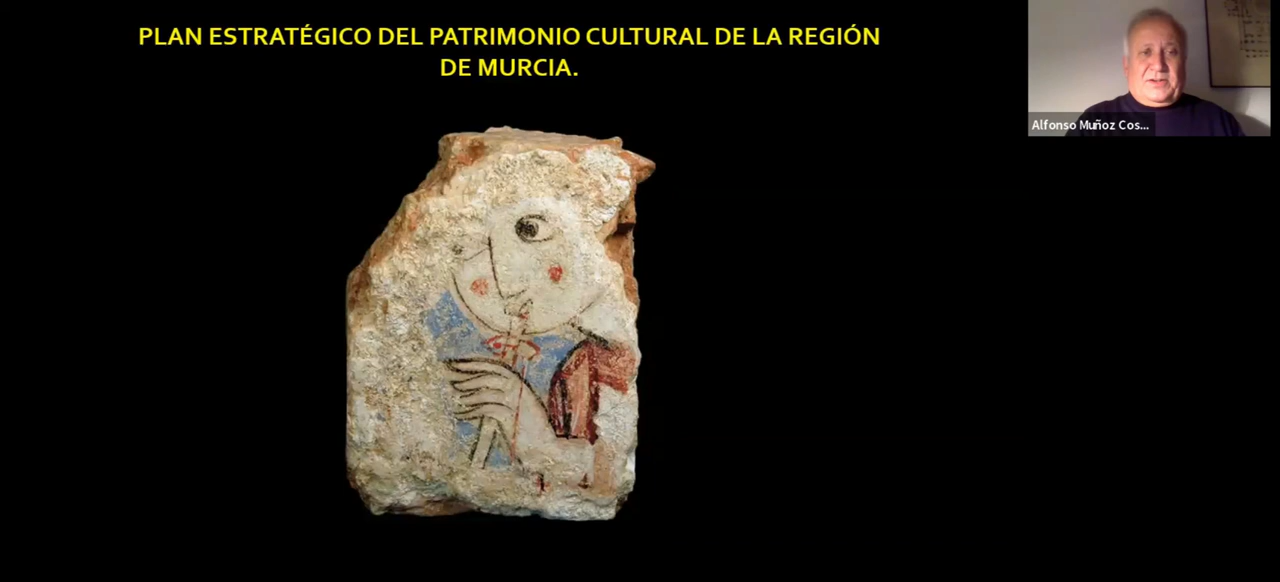 PLAN ESTRATÉGICO DEL PATRIMONIO CULTURAL DE LA REGIÓN
DE MURCIA.
Alfonso Muñoz Cos...